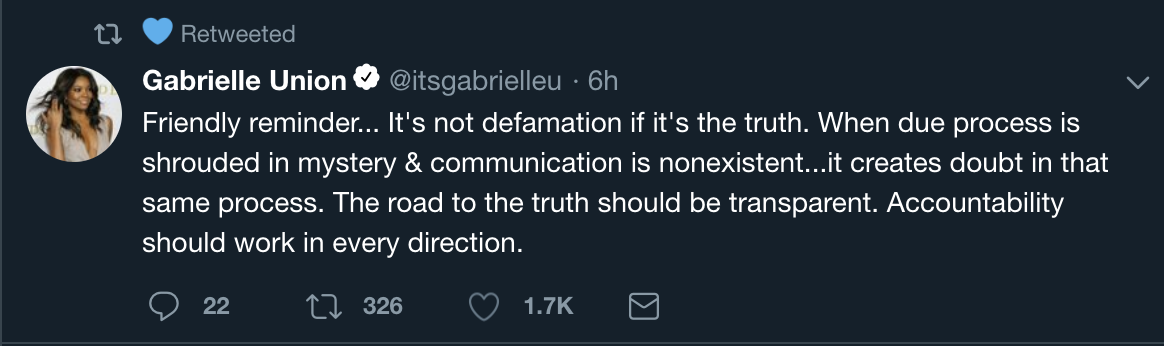 Retweeted
Gabrielle Union @itsgabrielleu · 6h
Friendly reminder... It's not defamation if it's the truth. When due process is
shrouded in mystery & communication is nonexistent...it creates doubt in that
same process. The road to the truth should be transparent. Accountability
should work in every direction.
22 326 1.7K